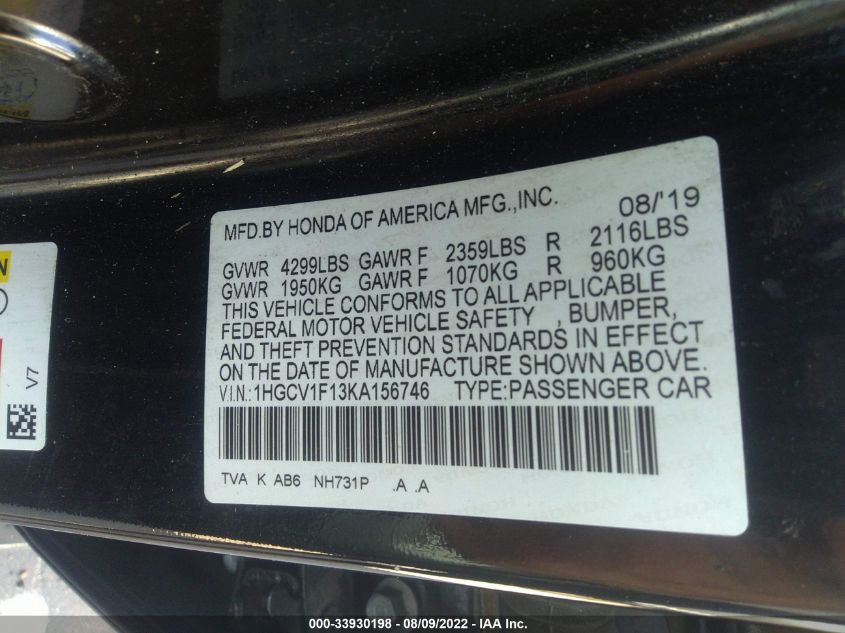 MFD.BY HONDA OF AMERICA MFG.,INC. 08/'19
GVWR 4299LBS GAWR F 2359LBS R 2116LBS
GVWR 1950KG GAWR F 1070KG R 960KG
THIS VEHICLE CONFORMS TO ALL APPLICABLE
FEDERAL MOTOR VEHICLE SAFETY , BUMPER,
AND THEFT PREVENTION STANDARDS IN EFFECT
ON THE DATE OF MANUFACTURE SHOWN ABOVE.
V.I.N.:1HGCV1F13KA156746 TYPE:PASSENGER CAR
TVA K AB6 NH731P .A .A
V7
000-33930198 - 08/09/2022 - IAA Inc.